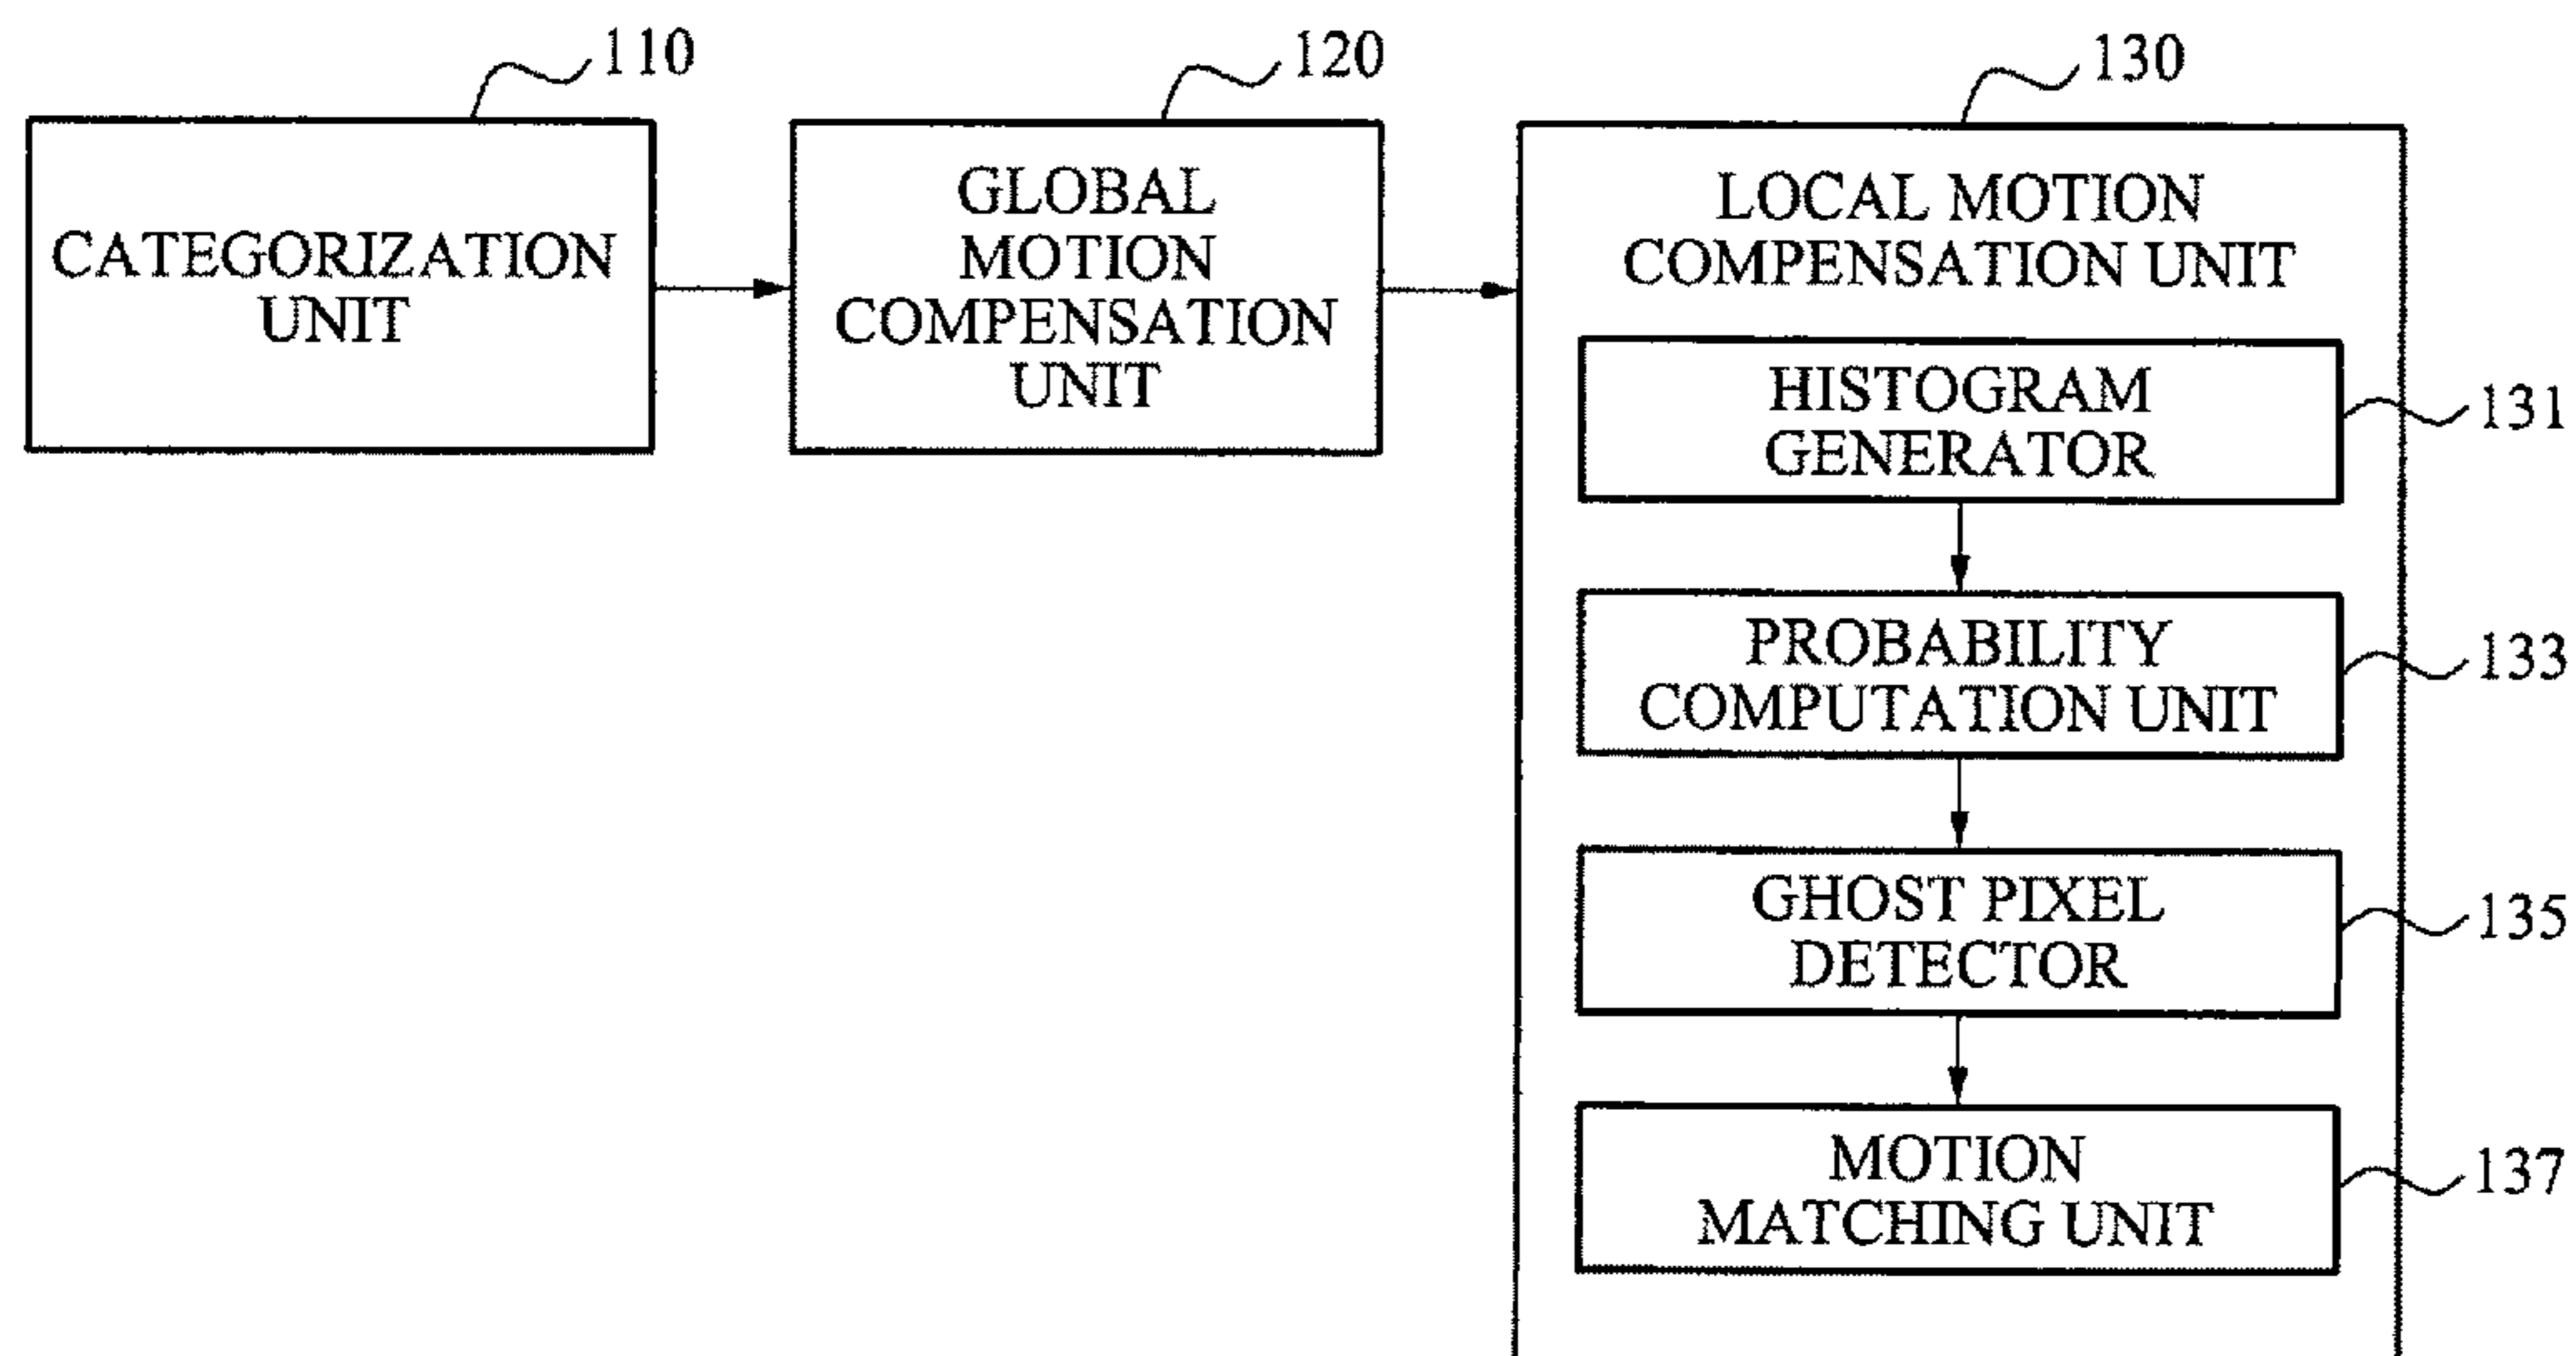 110
120
130
CATEGORIZATION
UNIT
GLOBAL
MOTION
COMPENSATION
UNIT
LOCAL MOTION
COMPENSATION UNIT
HISTOGRAM
GENERATOR
131
PROBABILITY
COMPUTATION UNIT
133
GHOST PIXEL
DETECTOR
135
MOTION
MATCHING UNIT
137